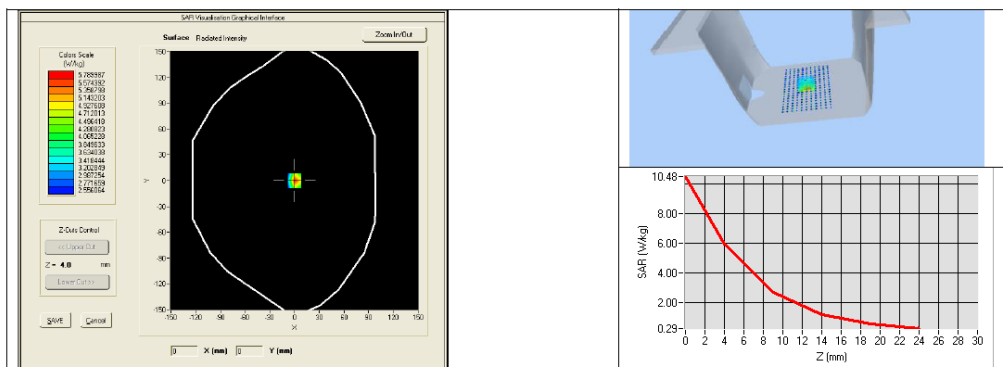 SAR Visualisation Graphical Interface
Surface Radiated Intensity
Zoom In/Out
Colors Scale
(W/kg)
5.789987
5.574392
5.358798
5.143203
4.927608
4.712013
4.496418
4.280823
4.065228
3.849633
3.634038
3.418444
3.202849
2.987254
2.771659
2.556064
Z-Cuts Control
<< Upper Cut
Z = 4.0 mm
Lower Cut >>
SAVE Cancel
150
120
90
60
30
0
-30
-60
-90
-120
-150
Y
-150 -120 -90 -60 -30 0 30 60 90 120 150
X
0 X (mm) 0 Y (mm)
10.48
8.00
6.00
4.00
2.00
0.29
SAR (W/kg)
0 2 4 6 8 10 12 14 16 18 20 22 24 26 28 30
Z (mm)